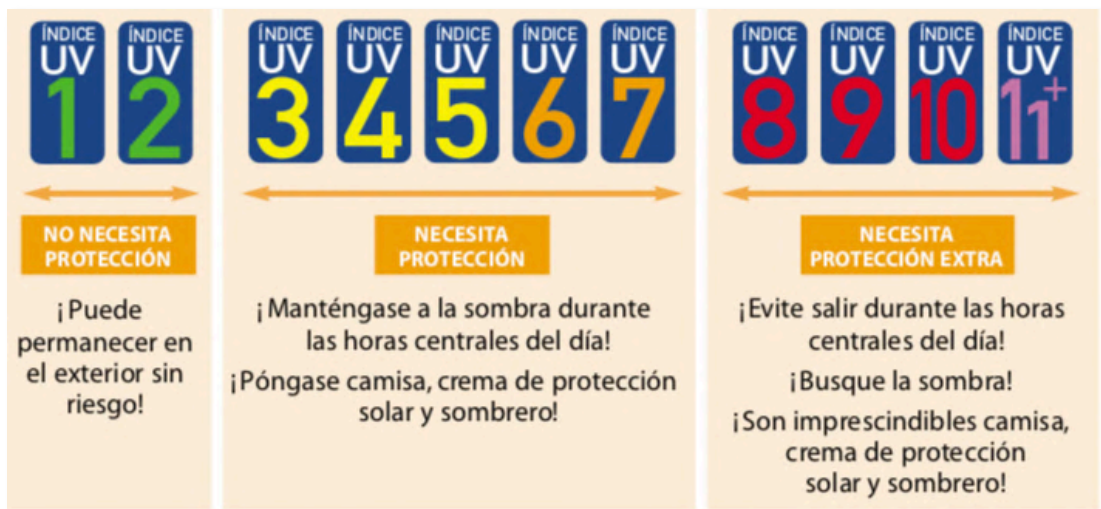 ÍNDICE
UV
1
ÍNDICE
UV
2
NO NECESITA
PROTECCIÓN
¡Puede
permanecer en
el exterior sin
riesgo!
ÍNDICE
UV
3
ÍNDICE
UV
4
ÍNDICE
UV
5
ÍNDICE
UV
6
ÍNDICE
UV
7
NECESITA
PROTECCIÓN
¡Manténgase a la sombra durante
las horas centrales del día!
¡Póngase camisa, crema de protección
solar y sombrero!
ÍNDICE
UV
8
ÍNDICE
UV
9
ÍNDICE
UV
10
ÍNDICE
UV
11+
NECESITA
PROTECCIÓN EXTRA
¡Evite salir durante las horas
centrales del día!
¡Busque la sombra!
¡Son imprescindibles camisa,
crema de protección
solar y sombrero!